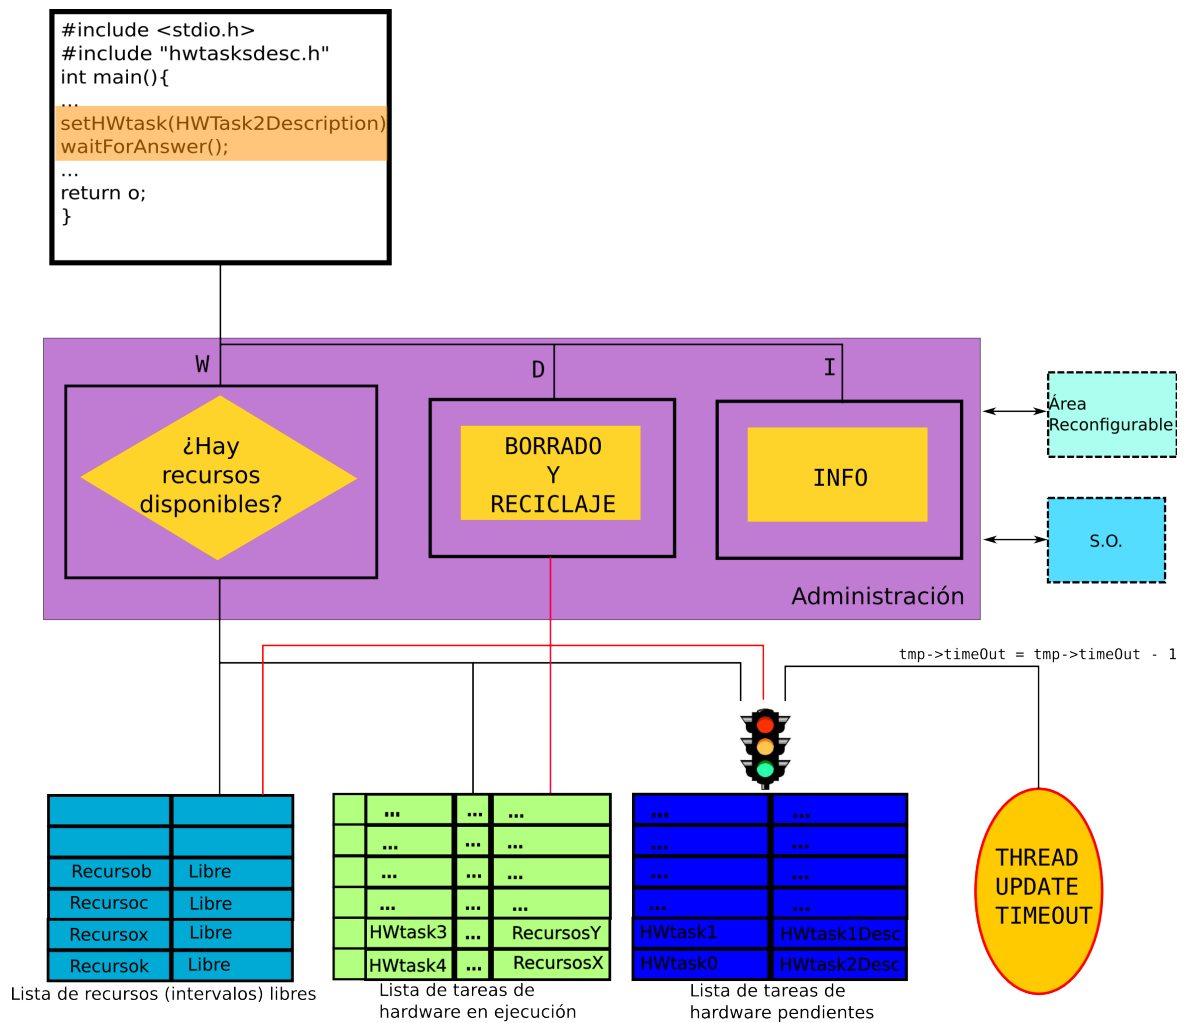 #include <stdio.h>
#include "hwtasksdesc.h"
int main(){
...
setHWtask(HWTask2Description)
waitForAnswer();
...
return o;
}
W
D
I
¿Hay
recursos
disponibles?
BORRADO
Y
RECICLAJE
INFO
Administración
Área
Reconfigurable
S.O.
tmp->timeOut = tmp->timeOut - 1
Recursob Libre
Recursoc Libre
Recursox Libre
Recursok Libre
Lista de recursos (intervalos) libres
... ... ...
... ... ...
... ... ...
... ...
HWtask3 ... RecursosY
HWtask4 ... RecursosX
Lista de tareas de
hardware en ejecución
... ...
... ...
... ...
... ...
HWtask1 HWtask1Desc
HWtask0 HWtask2Desc
Lista de tareas de
hardware pendientes
THREAD
UPDATE
TIMEOUT